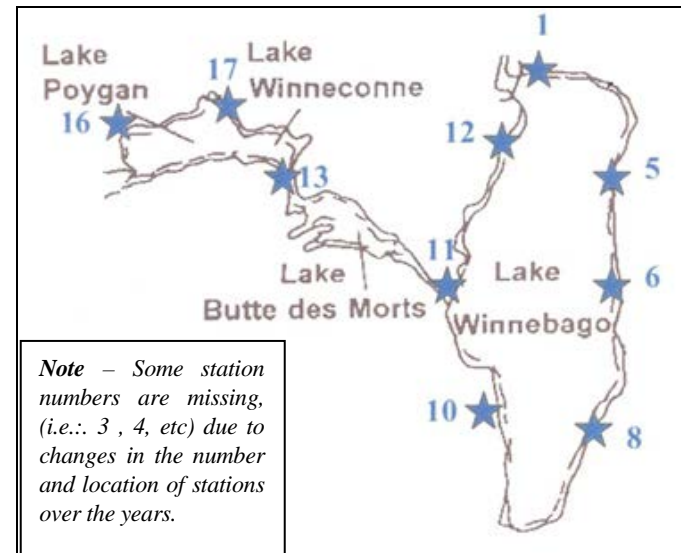 1
Lake
Poygan
17
Lake
Winneconne
16
12
13
5
11
Lake
Winnebago
6
Lake
Butte des Morts
10
8
Note – Some station
numbers are missing,
(i.e.:. 3 , 4, etc) due to
changes in the number
and location of stations
over the years.